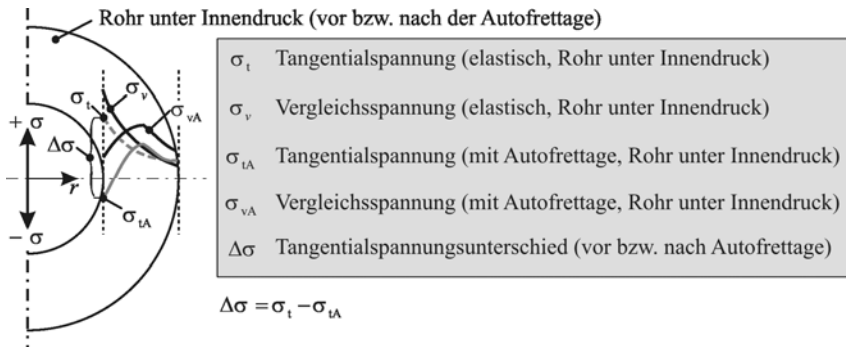 Rohr unter Innendruck (vor bzw. nach der Autofrettage)
σt Tangentialspannung (elastisch, Rohr unter Innendruck)
σv Vergleichsspannung (elastisch, Rohr unter Innendruck)
σtA Tangentialspannung (mit Autofrettage, Rohr unter Innendruck)
σvA Vergleichsspannung (mit Autofrettage, Rohr unter Innendruck)
Δσ Tangentialspannungsunterschied (vor bzw. nach Autofrettage)
σt
σv
σvA
+ σ
Δσ
r
σtA
− σ
Δσ = σt − σtA